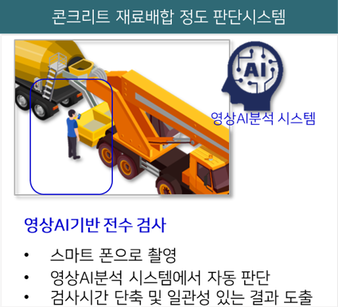 콘크리트 재료배합 정도 판단시스템
AI
영상AI분석 시스템
영상AI기반 전수 검사
• 스마트 폰으로 촬영
• 영상AI분석 시스템에서 자동 판단
• 검사시간 단축 및 일관성 있는 결과 도출